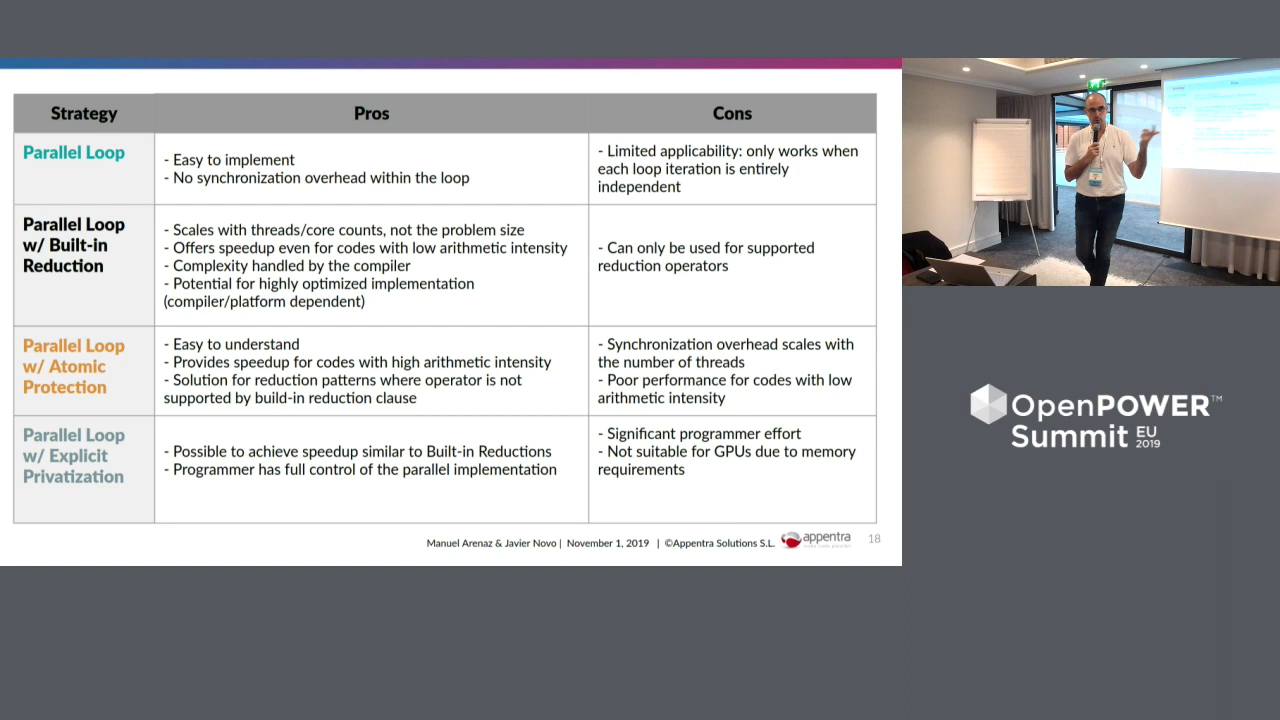 Strategy
Pros
Cons
Parallel Loop
- Easy to implement
- No synchronization overhead within the loop
- Limited applicability: only works when
each loop iteration is entirely
independent
Parallel Loop
w/ Built-in
Reduction
- Scales with threads/core counts, not the problem size
- Offers speedup even for codes with low arithmetic intensity
- Complexity handled by the compiler
- Potential for highly optimized implementation
(compiler/platform dependent)
- Can only be used for supported
reduction operators
Parallel Loop
w/ Atomic
Protection
- Easy to understand
- Provides speedup for codes with high arithmetic intensity
- Solution for reduction patterns where operator is not
supported by build-in reduction clause
- Synchronization overhead scales with
the number of threads
- Poor performance for codes with low
arithmetic intensity
Parallel Loop
w/ Explicit
Privatization
- Possible to achieve speedup similar to Built-in Reductions
- Programmer has full control of the parallel implementation
- Significant programmer effort
- Not suitable for GPUs due to memory
requirements
Manuel Arenaz & Javier Novo | November 1, 2019 | ©Appentra Solutions S.L.
appentra
18
OpenPOWER™
Summit EU
2019